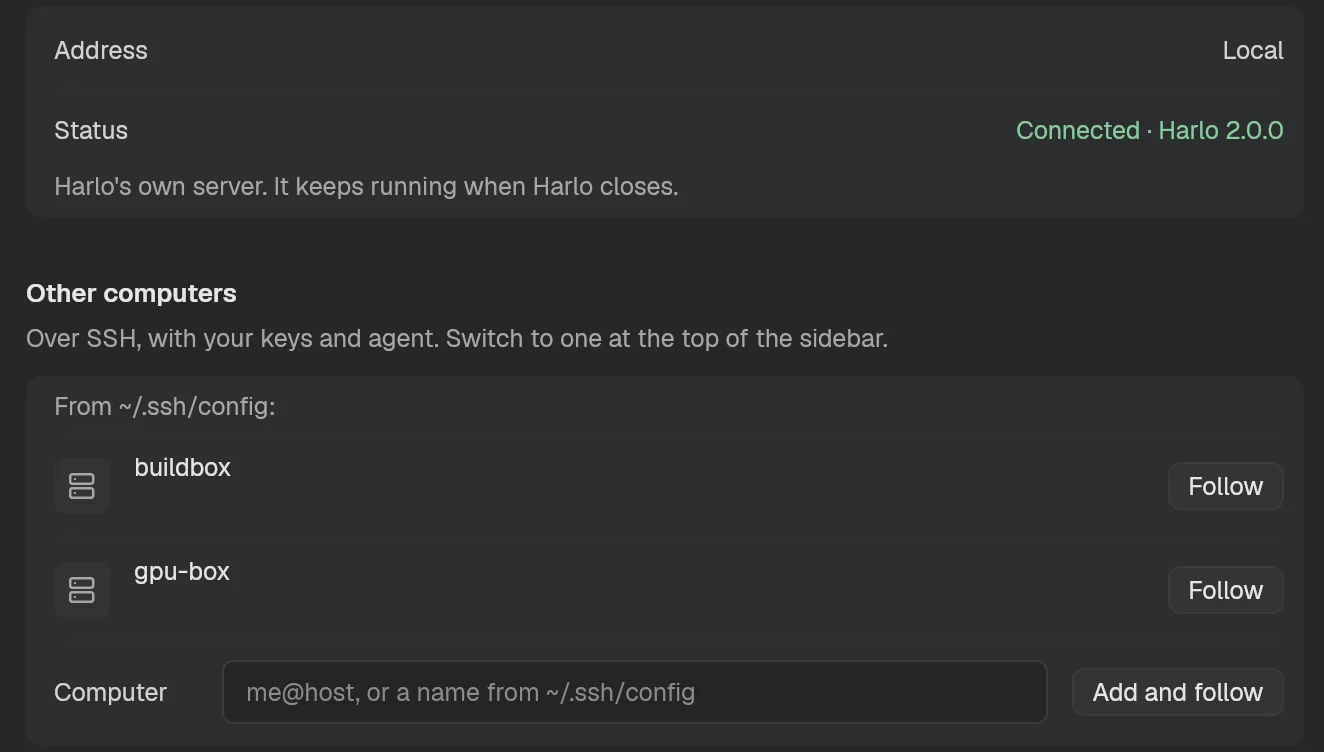 Address
Local
Status
Connected · Harlo 2.0.0
Harlo's own server. It keeps running when Harlo closes.
Other computers
Over SSH, with your keys and agent. Switch to one at the top of the sidebar.
From ~/.ssh/config:
buildbox
Follow
gpu-box
Follow
Computer
me@host, or a name from ~/.ssh/config
Add and follow